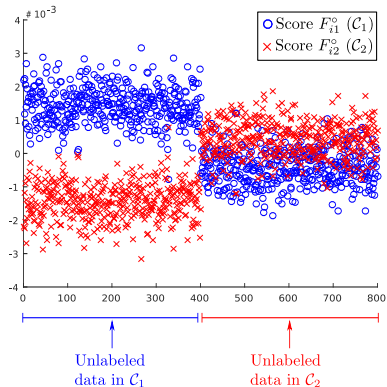 # 10⁻³
Score F°ᵢ₁ (𝒞₁)
Score F°ᵢ₂ (𝒞₂)
4
3
2
1
0
-1
-2
-3
-4
0 100 200 300 400 500 600 700 800
Unlabeled
data in 𝒞₁
Unlabeled
data in 𝒞₂